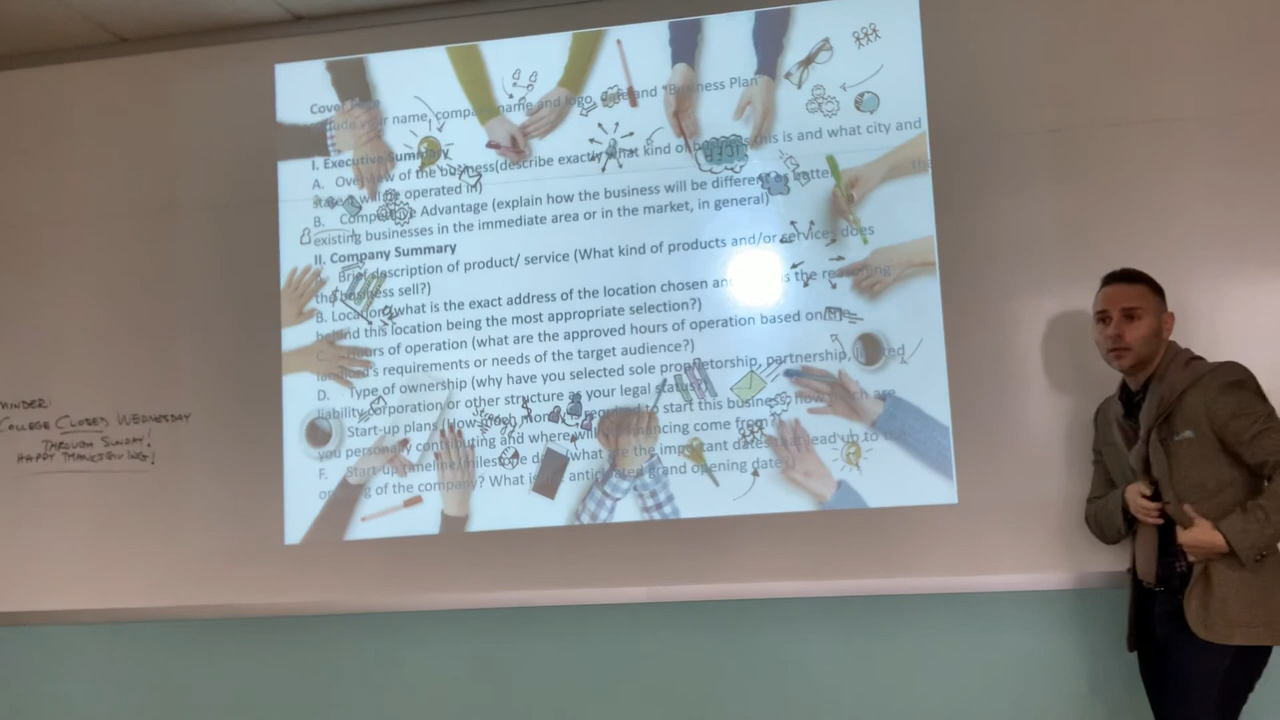 MINDER:
COLLEGE CLOSED WEDNESDAY
THROUGH SUNDAY!
HAPPY THANKSGIVING!
Cover Page
Include your name, company name and logo, date and "Business Plan"
I. Executive Summary
A. Overview of the business(describe exactly what kind of business this is and what city and
state it will be operated in)
B. Competitive Advantage (explain how the business will be different or better
existing businesses in the immediate area or in the market, in general)
II. Company Summary
Brief description of product/ service (What kind of products and/or services does
the business sell?)
B. Location (what is the exact address of the location chosen and is the reasoning
behind this location being the most appropriate selection?)
C. Hours of operation (what are the approved hours of operation based on the
landlord's requirements or needs of the target audience?)
D. Type of ownership (why have you selected sole proprietorship, partnership, limited
liability corporation or other structure as your legal status?)
Start-up plans (How much money is required to start this business, how much are
you personally contributing and where will financing come from?)
F. Start-up timeline/milestone dates (what are the important dates that lead up to the
opening of the company? What is the anticipated grand opening date?)